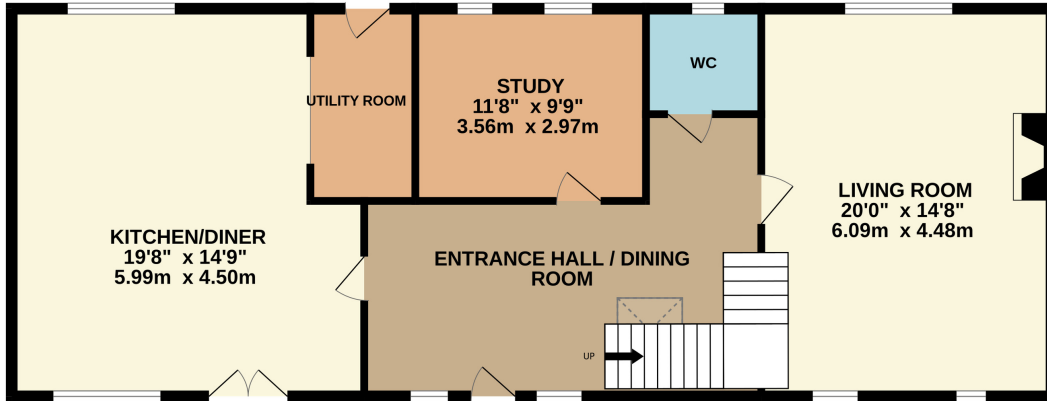 UTILITY ROOM
STUDY
11'8" x 9'9"
3.56m x 2.97m
WC
LIVING ROOM
20'0" x 14'8"
6.09m x 4.48m
KITCHEN/DINER
19'8" x 14'9"
5.99m x 4.50m
ENTRANCE HALL / DINING
ROOM
UP